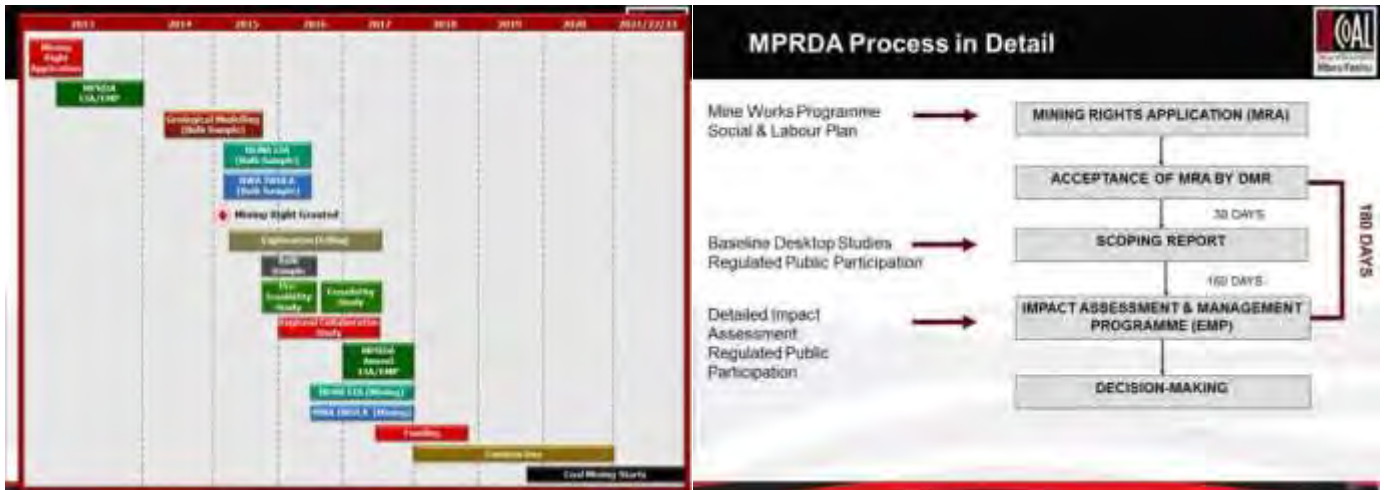 2013 2014 2015 2016 2017 2018 2019 2020 2021/22/23
Mining
Right
Application
MPRDA
EIA/EMP
Geological Modelling
(Bulk Sample)
NEMA EIA
(Bulk Sample)
NWA IWULA
(Bulk Sample)
Mining Right Granted
Exploration Drilling
Bulk
Sample
Pre-
Feasibility
Study
Feasibility
Study
Regional Collaborative
Study
MPRDA
Amend
EIA/EMP
NEMA EIA (Mining)
NWA IWULA (Mining)
Funding
Construction
Coal Mining Starts
MPRDA Process in Detail
COAL
Mine Works Programme
Social & Labour Plan
MINING RIGHTS APPLICATION (MRA)
ACCEPTANCE OF MRA BY DMR
30 DAYS
Baseline Desktop Studies
Regulated Public Participation
SCOPING REPORT
180 DAYS
Detailed Impact
Assessment
Regulated Public
Participation
IMPACT ASSESSMENT & MANAGEMENT
PROGRAMME (EMP)
DECISION-MAKING